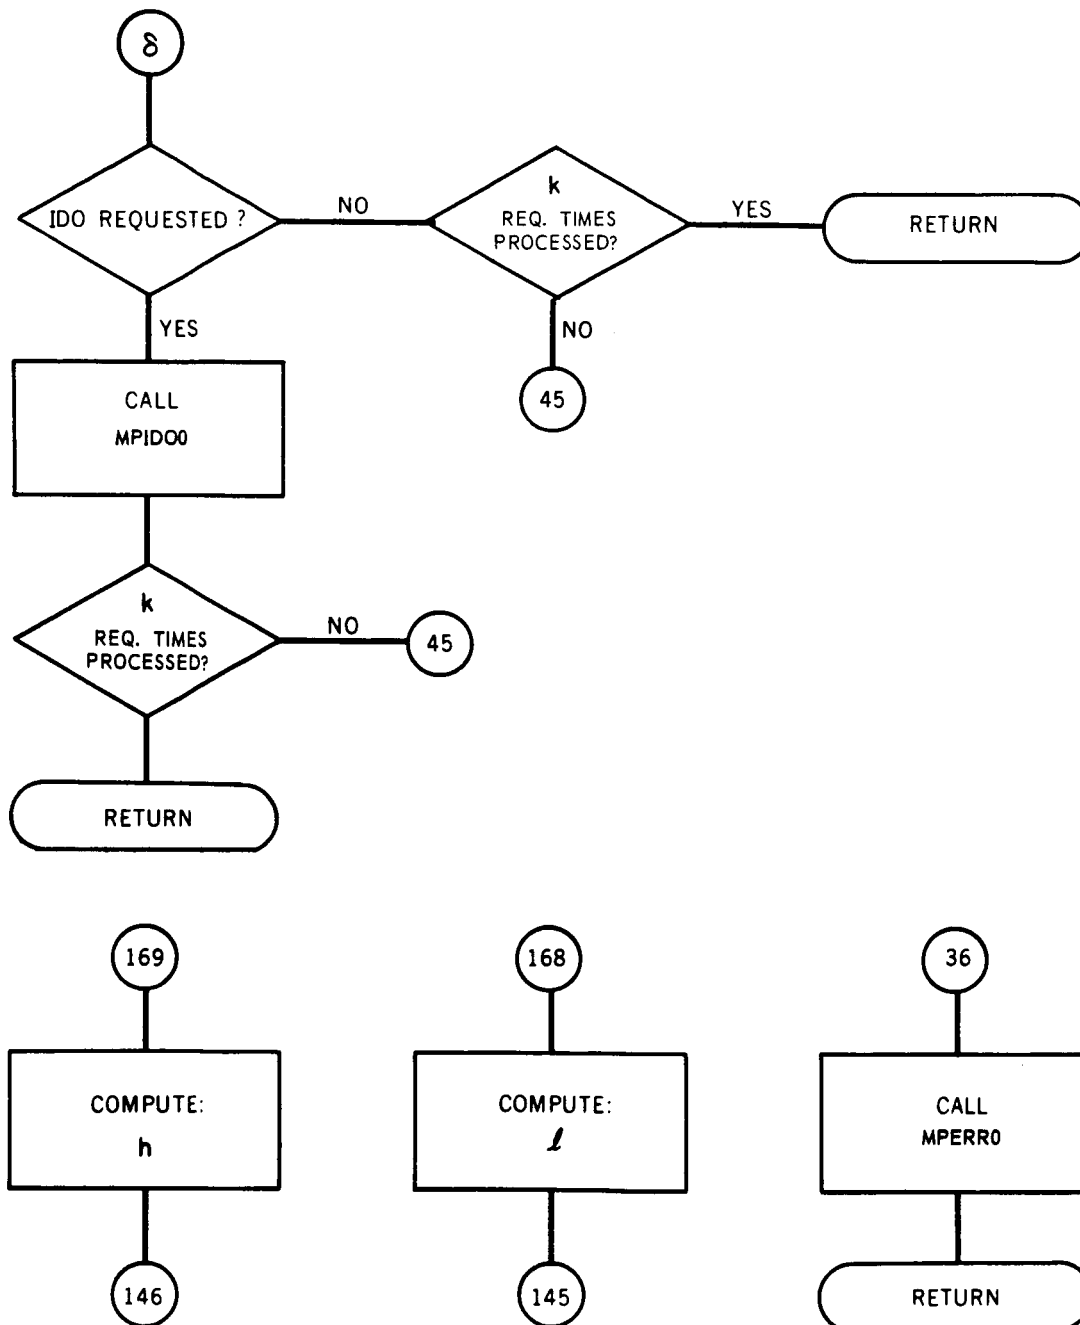 δ
IDO REQUESTED ?
NO
k
REQ. TIMES
PROCESSED?
YES
RETURN
YES
NO
45
CALL
MPIDO0
k
REQ. TIMES
PROCESSED?
NO
45
RETURN
169
COMPUTE:
h
146
168
COMPUTE:
ℓ
145
36
CALL
MPERR0
RETURN